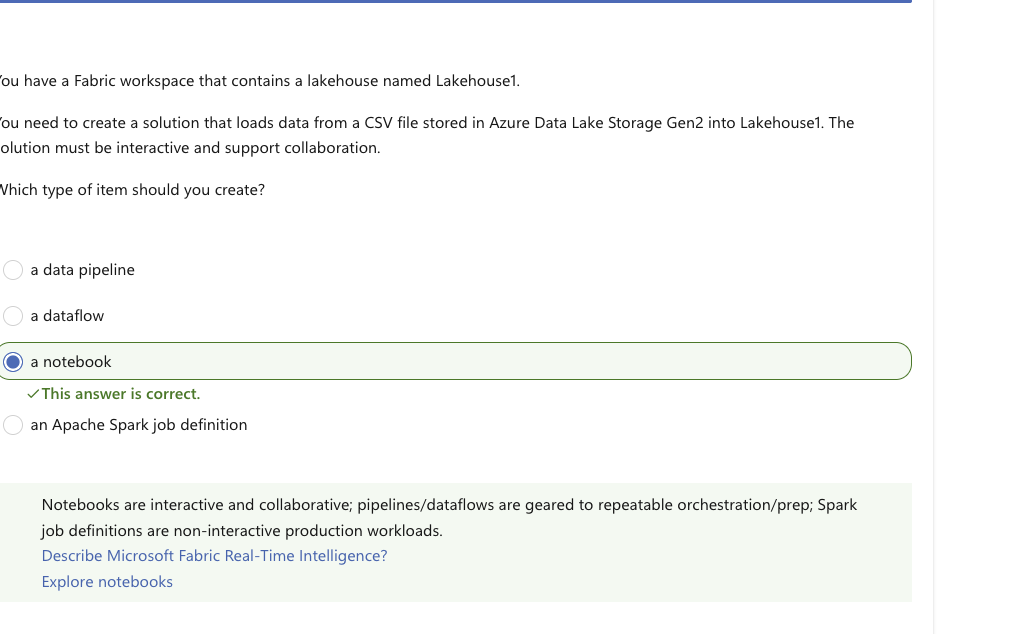 ou have a Fabric workspace that contains a lakehouse named Lakehouse1.
ou need to create a solution that loads data from a CSV file stored in Azure Data Lake Storage Gen2 into Lakehouse1. The
olution must be interactive and support collaboration.
Which type of item should you create?
a data pipeline
a dataflow
a notebook
✓This answer is correct.
an Apache Spark job definition
Notebooks are interactive and collaborative; pipelines/dataflows are geared to repeatable orchestration/prep; Spark
job definitions are non-interactive production workloads.
Describe Microsoft Fabric Real-Time Intelligence?
Explore notebooks